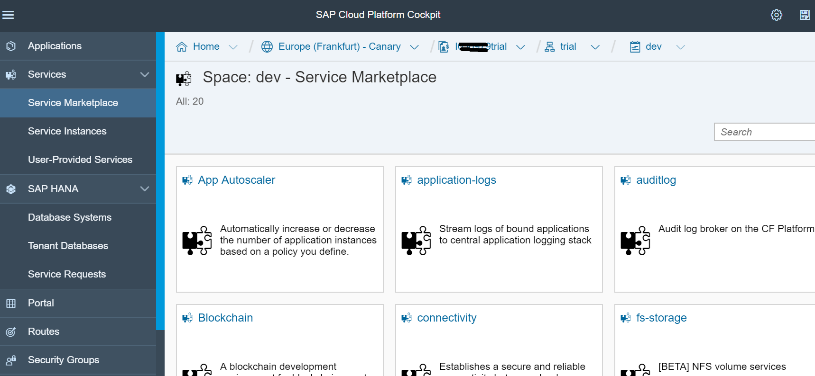 SAP Cloud Platform Cockpit
Applications
Services
Service Marketplace
Service Instances
User-Provided Services
SAP HANA
Database Systems
Tenant Databases
Service Requests
Portal
Routes
Security Groups
Home
Europe (Frankfurt) - Canary
trial
trial
dev
Space: dev - Service Marketplace
All: 20
Search
App Autoscaler
Automatically increase or decrease
the number of application instances
based on a policy you define.
application-logs
Stream logs of bound applications
to central application logging stack
auditlog
Audit log broker on the CF Platform
Blockchain
A blockchain development
connectivity
Establishes a secure and reliable
fs-storage
[BETA] NFS volume services